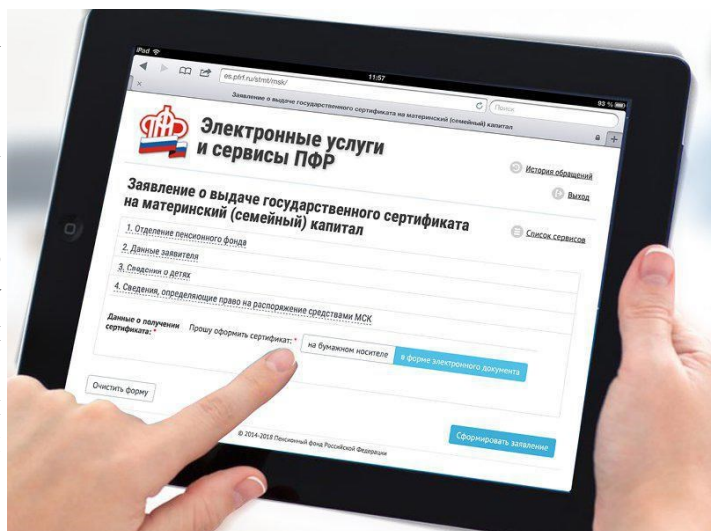 iPad
11:57
93 %
es.pfrf.ru/stmt/msk/
Поиск
Заявление о выдаче государственного сертификата на материнский (семейный) капитал
ПФР
Электронные услуги
и сервисы ПФР
История обращений
Выход
Заявление о выдаче государственного сертификата
на материнский (семейный) капитал
Список сервисов
1. Отделение пенсионного фонда
2. Данные заявителя
3. Сведения о детях
4. Сведения, определяющие право на распоряжение средствами МСК
Данные о получении
сертификата: *
Прошу оформить сертификат: *
на бумажном носителе
в форме электронного документа
Очистить форму
Сформировать заявление
© 2014-2018 Пенсионный фонд Российской Федерации